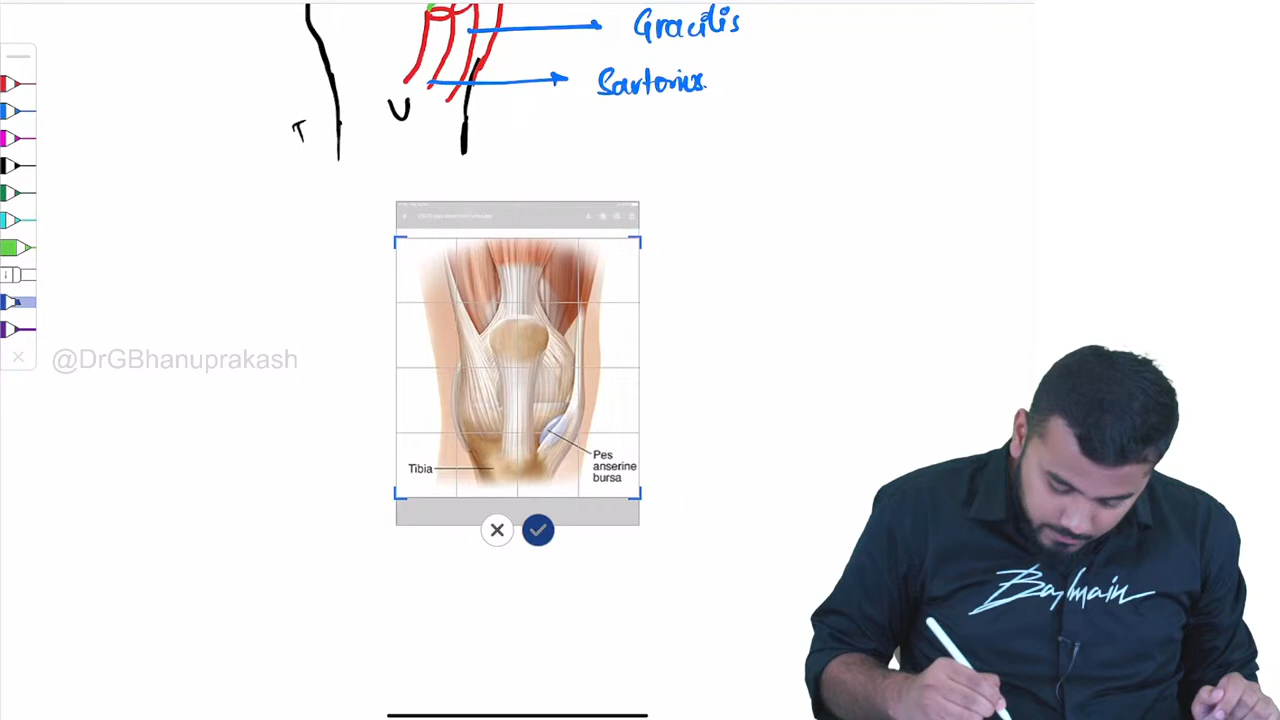 Gracilis
Sartorius.
T
U
@DrGBhanuprakash
Tibia
Pes
anserine
bursa
Balmain